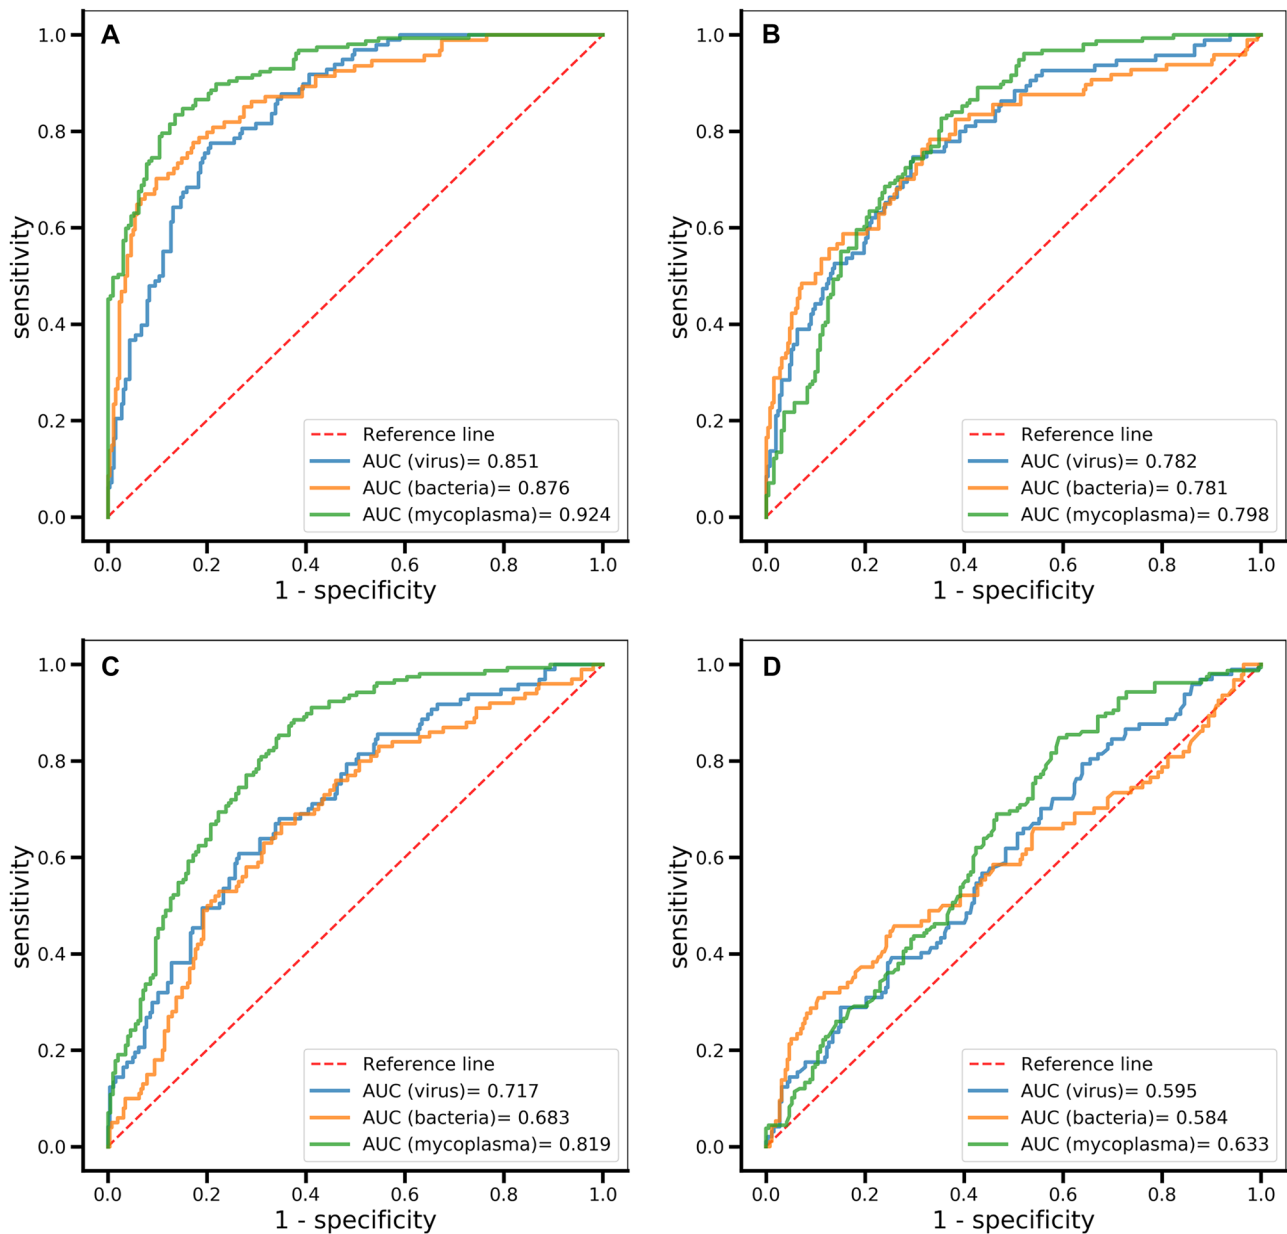 A
sensitivity
1.0
0.8
0.6
0.4
0.2
0.0
Reference line
AUC (virus)= 0.851
AUC (bacteria)= 0.876
AUC (mycoplasma)= 0.924
0.0 0.2 0.4 0.6 0.8 1.0
1 - specificity
B
sensitivity
1.0
0.8
0.6
0.4
0.2
0.0
Reference line
AUC (virus)= 0.782
AUC (bacteria)= 0.781
AUC (mycoplasma)= 0.798
0.0 0.2 0.4 0.6 0.8 1.0
1 - specificity
C
sensitivity
1.0
0.8
0.6
0.4
0.2
0.0
Reference line
AUC (virus)= 0.717
AUC (bacteria)= 0.683
AUC (mycoplasma)= 0.819
0.0 0.2 0.4 0.6 0.8 1.0
1 - specificity
D
sensitivity
1.0
0.8
0.6
0.4
0.2
0.0
Reference line
AUC (virus)= 0.595
AUC (bacteria)= 0.584
AUC (mycoplasma)= 0.633
0.0 0.2 0.4 0.6 0.8 1.0
1 - specificity